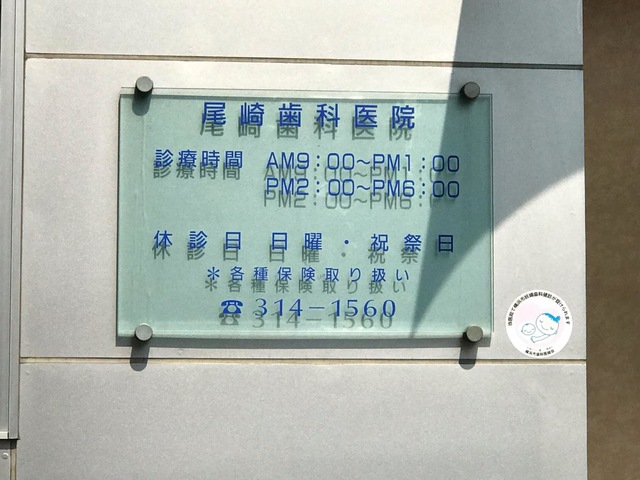 尾崎歯科医院
診療時間 AM9:00〜PM1:00
PM2:00〜PM6:00
休診日 日曜・祝祭日
＊各種保険取り扱い
☎314−1560